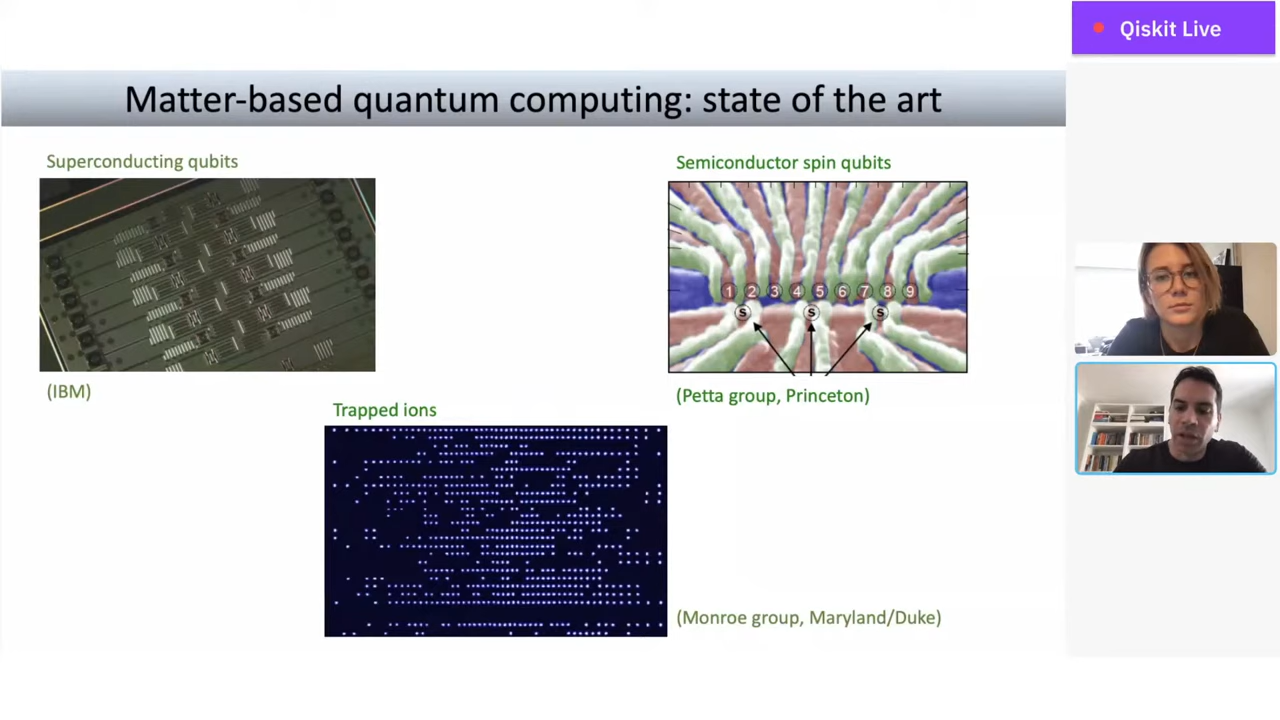 Qiskit Live
Matter-based quantum computing: state of the art
Superconducting qubits
Semiconductor spin qubits
1 2 3 4 5 6 7 8 9
S S S
(IBM)
(Petta group, Princeton)
Trapped ions
(Monroe group, Maryland/Duke)